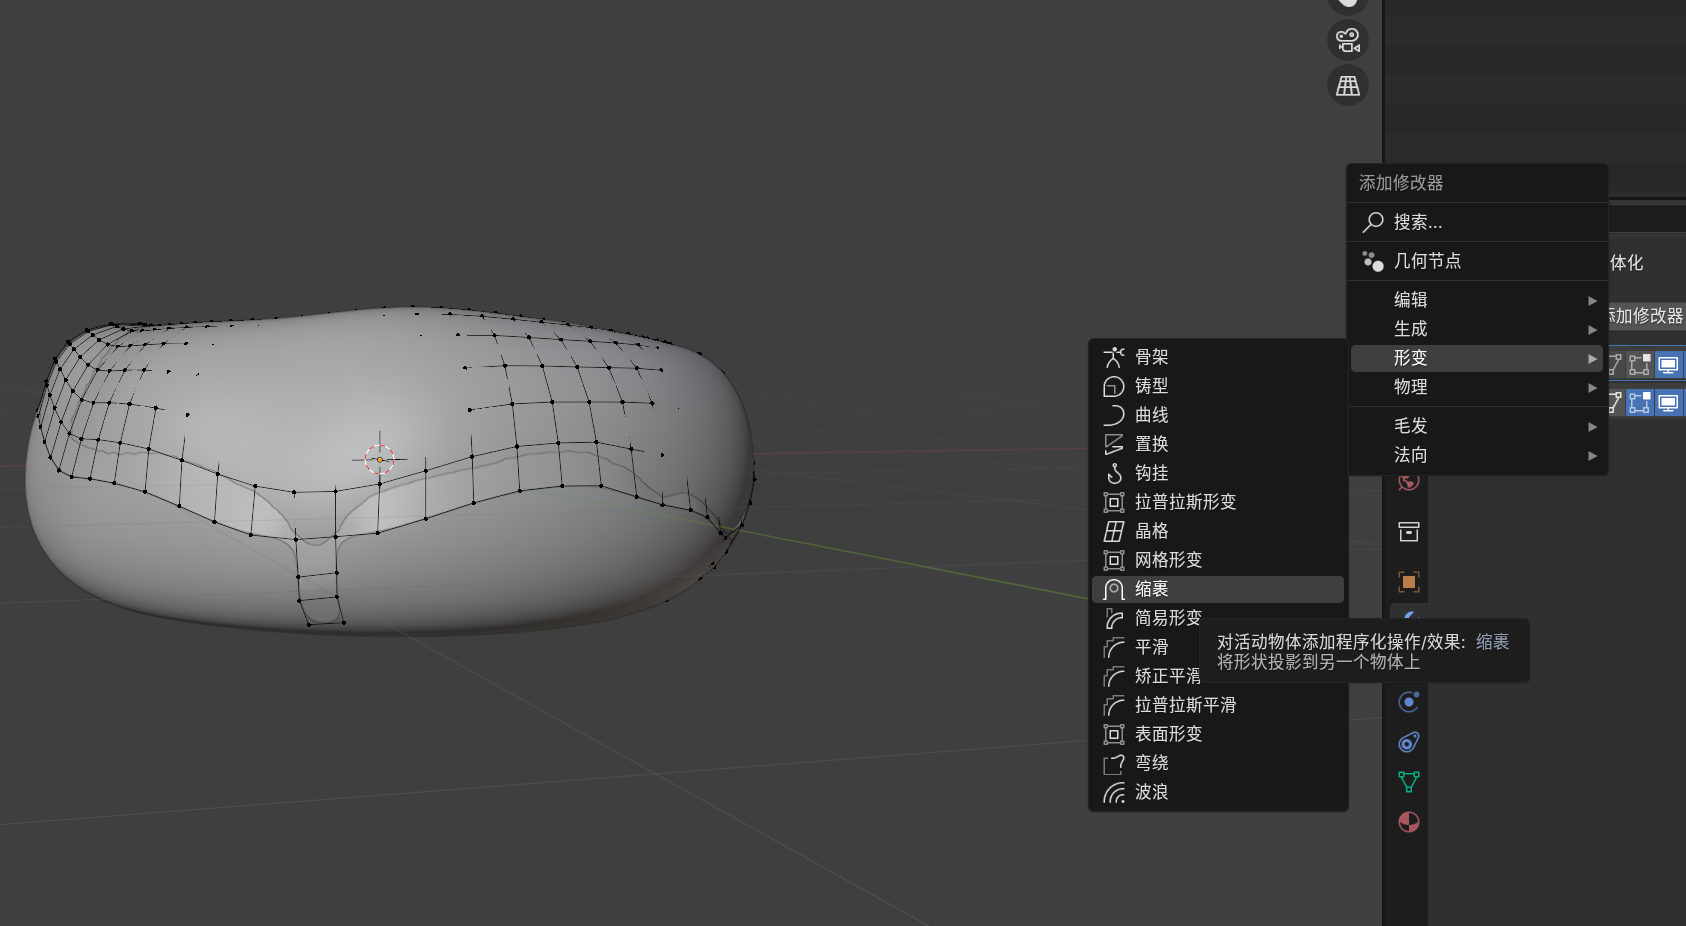 添加修改器
搜索...
几何节点
编辑
生成
形变
物理
毛发
法向
体化
添加修改器
骨架
铸型
曲线
置换
钩挂
拉普拉斯形变
晶格
网格形变
缩裹
简易形变
平滑
矫正平滑
拉普拉斯平滑
表面形变
弯绕
波浪
对活动物体添加程序化操作/效果: 缩裹
将形状投影到另一个物体上